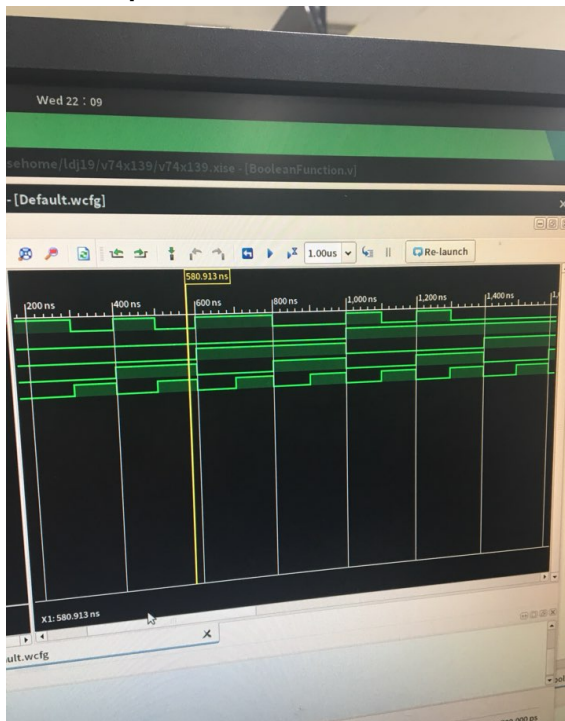 Wed 22 : 09
sehome/ldj19/v74x139/v74x139.xise - [BooleanFunction.v]
- [Default.wcfg]
1.00us
Re-launch
580.913 ns
200 ns
400 ns
600 ns
800 ns
1,000 ns
1,200 ns
1,400 ns
X1: 580.913 ns
ult.wcfg